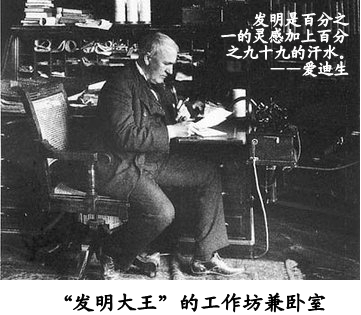 发明是百分之
一的灵感加上百分
之九十九的汗水。
——爱迪生
“发明大王”的工作坊兼卧室